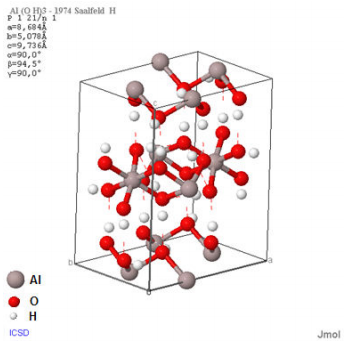 Al (O H)3 - 1974 Saalfeld H
P 1 21/n 1
a=8,684Å
b=5,078Å
c=9,736Å
α=90,0°
β=94,5°
γ=90,0°
c
b
a
o
Al
O
H
ICSD
Jmol